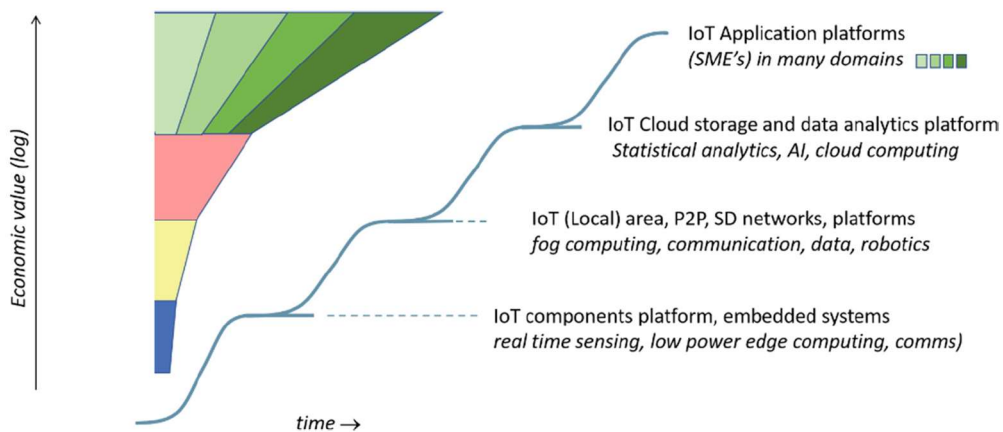 IoT Application platforms
(SME's) in many domains
IoT Cloud storage and data analytics platform
Statistical analytics, AI, cloud computing
IoT (Local) area, P2P, SD networks, platforms
fog computing, communication, data, robotics
IoT components platform, embedded systems
real time sensing, low power edge computing, comms)
Economic value (log)
time →